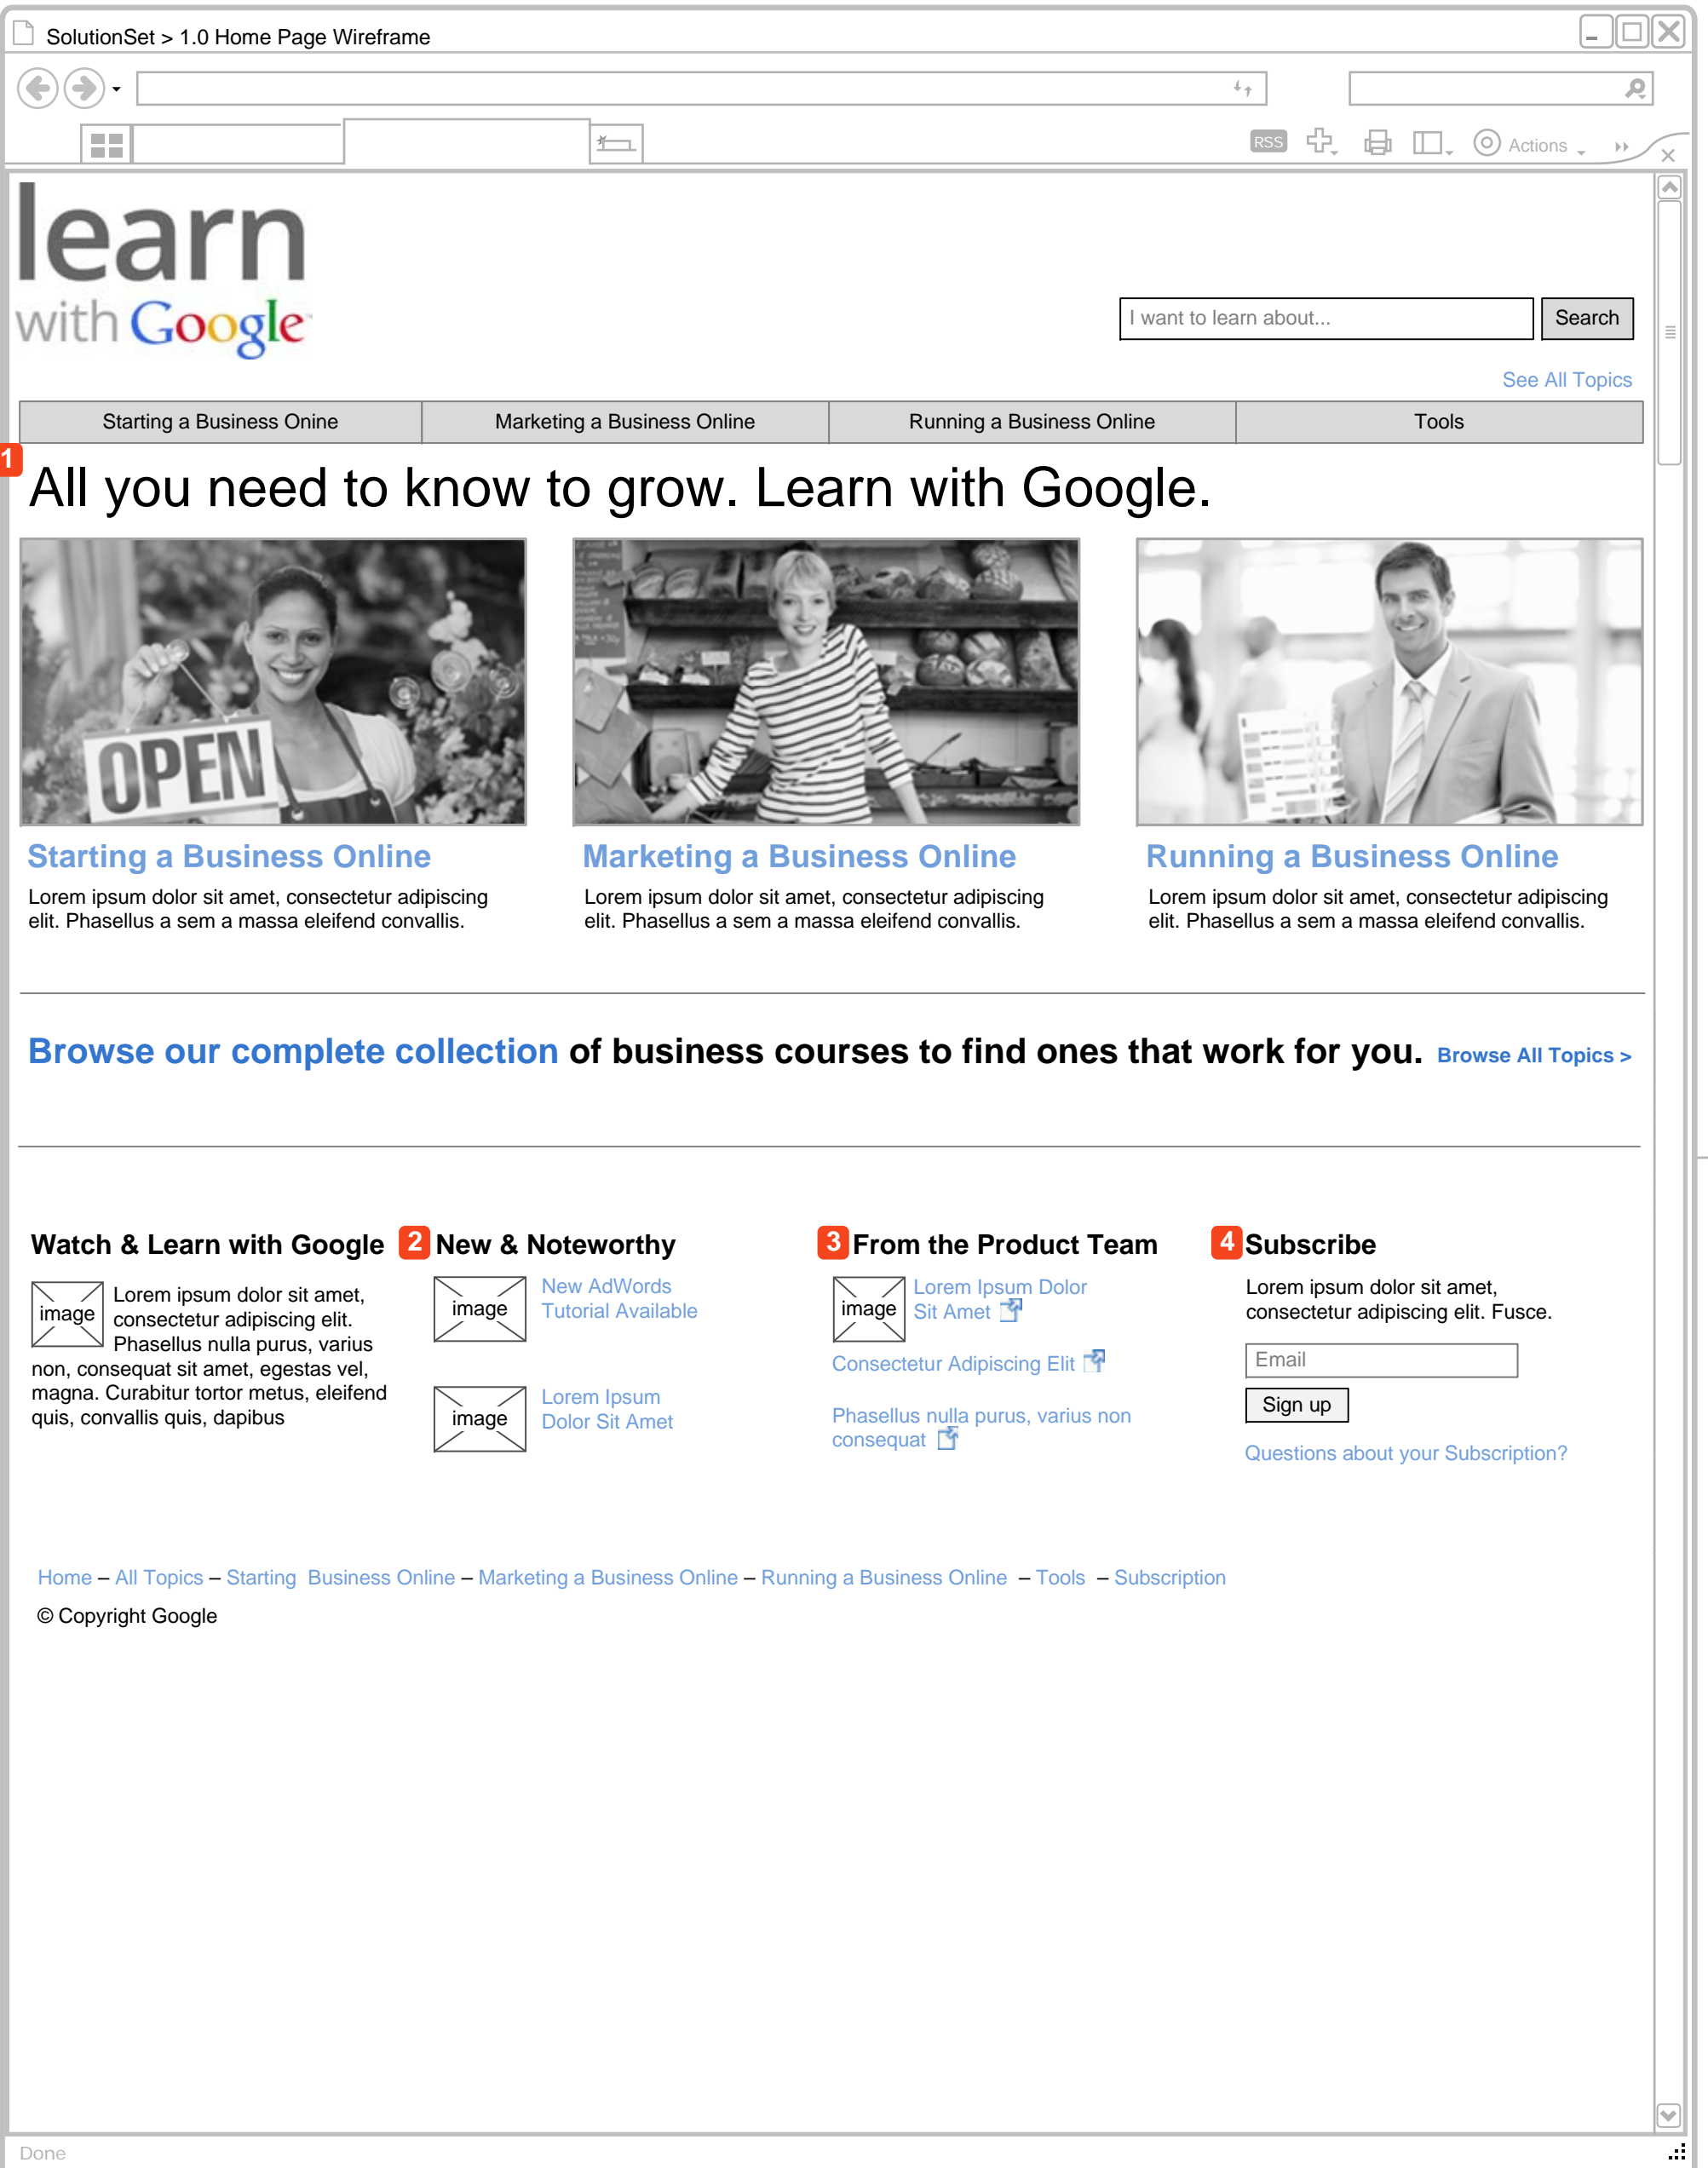 SolutionSet > 1.0 Home Page Wireframe
RSS
Actions
learn
with Google
I want to learn about...
Search
See All Topics
Starting a Business Onine
Marketing a Business Online
Running a Business Online
Tools
1
All you need to know to grow. Learn with Google.
OPEN
Starting a Business Online
Lorem ipsum dolor sit amet, consectetur adipiscing
elit. Phasellus a sem a massa eleifend convallis.
Marketing a Business Online
Lorem ipsum dolor sit amet, consectetur adipiscing
elit. Phasellus a sem a massa eleifend convallis.
Running a Business Online
Lorem ipsum dolor sit amet, consectetur adipiscing
elit. Phasellus a sem a massa eleifend convallis.
Browse our complete collection of business courses to find ones that work for you. Browse All Topics >
Watch & Learn with Google
image
Lorem ipsum dolor sit amet,
consectetur adipiscing elit.
Phasellus nulla purus, varius
non, consequat sit amet, egestas vel,
magna. Curabitur tortor metus, eleifend
quis, convallis quis, dapibus
2 New & Noteworthy
image
New AdWords
Tutorial Available
image
Lorem Ipsum
Dolor Sit Amet
3 From the Product Team
image
Lorem Ipsum Dolor
Sit Amet
Consectetur Adipiscing Elit
Phasellus nulla purus, varius non
consequat
4 Subscribe
Lorem ipsum dolor sit amet,
consectetur adipiscing elit. Fusce.
Email
Sign up
Questions about your Subscription?
Home – All Topics – Starting  Business Online – Marketing a Business Online – Running a Business Online  – Tools  – Subscription
© Copyright Google
Done